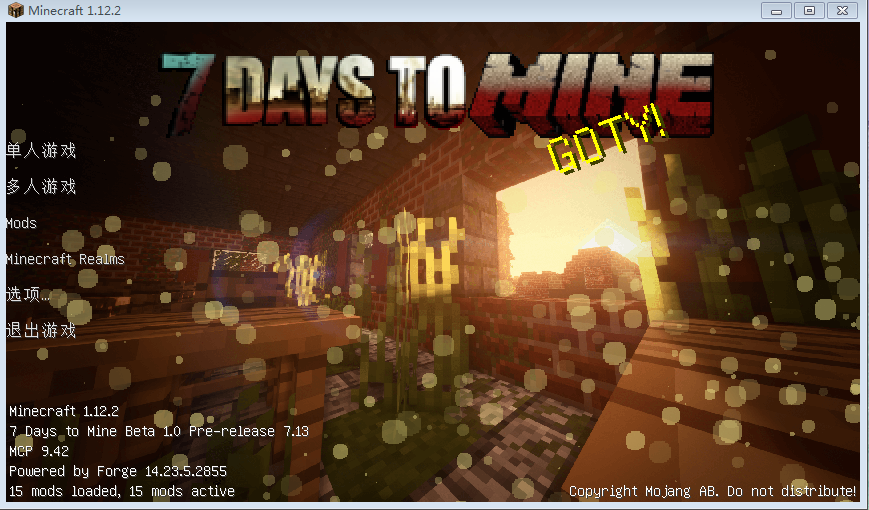 Minecraft 1.12.2
7 DAYS TO MINE
GOTY!
单人游戏
多人游戏
Mods
Minecraft Realms
选项…
退出游戏
Minecraft 1.12.2
7 Days to Mine Beta 1.0 Pre-release 7.13
MCP 9.42
Powered by Forge 14.23.5.2855
15 mods loaded, 15 mods active
Copyright Mojang AB. Do not distribute!